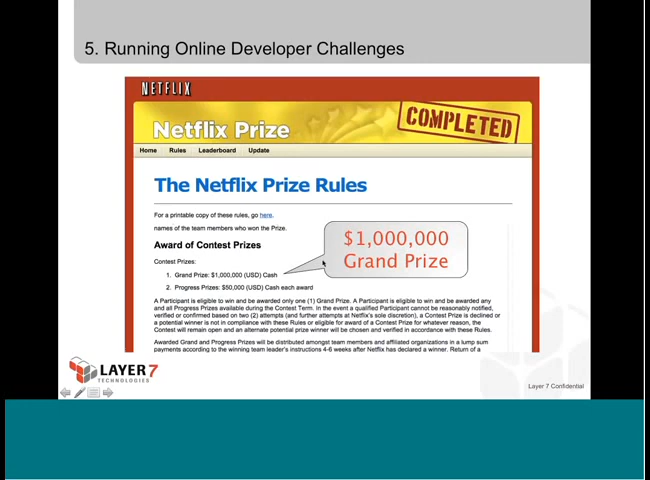 5. Running Online Developer Challenges
NETFLIX
Netflix Prize
COMPLETED
Home Rules Leaderboard Update
The Netflix Prize Rules
For a printable copy of these rules, go here.
names of the team members who won the Prize.
Award of Contest Prizes
$1,000,000
Grand Prize
Contest Prizes:
1. Grand Prize: $1,000,000 (USD) Cash
2. Progress Prizes: $50,000 (USD) Cash each award
A Participant is eligible to win and be awarded only one (1) Grand Prize. A Participant is eligible to win and be awarded any
and all Progress Prizes available during the Contest Term. In the event a qualified Participant cannot be reasonably notified,
verified or confirmed based on two (2) attempts (and further attempts at Netflix's sole discretion), a Contest Prize is declined or
a potential winner is not in compliance with these Rules or eligible for award of a Contest Prize for whatever reason, the
Contest will remain open and an alternate potential prize winner will be chosen and verified in accordance with these Rules.
Awarded Grand and Progress Prizes will be distributed amongst team members and affiliated organizations in a lump sum
payments according to the winning team leader's instructions 4-6 weeks after Netflix has declared a winner. Return of a
LAYER 7
TECHNOLOGIES
Layer 7 Confidential